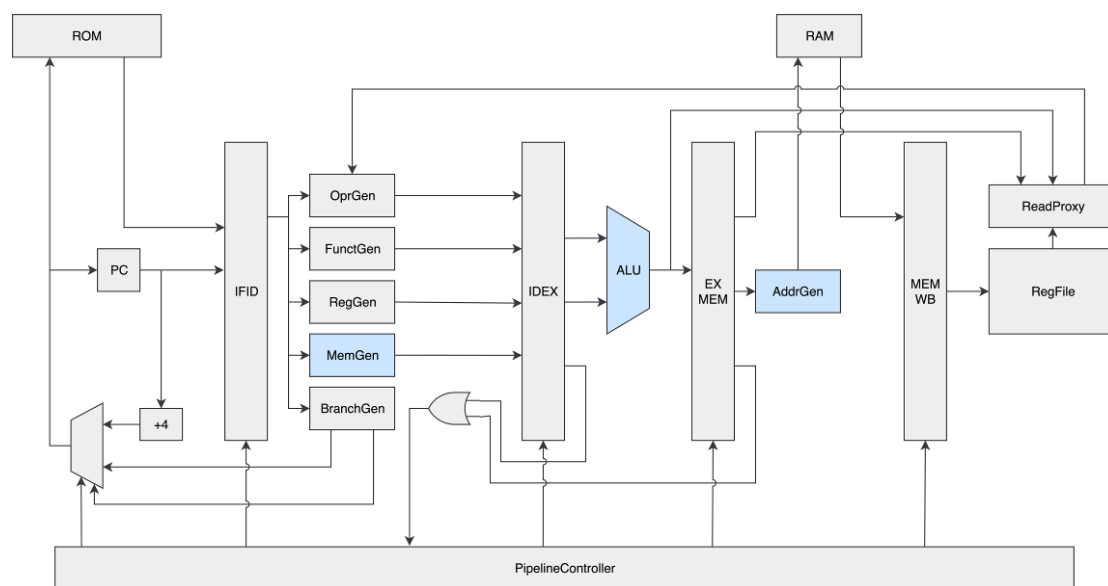 ROM
RAM
OprGen
ReadProxy
FunctGen
PC
IFID
ALU
IDEX
EX
MEM
AddrGen
MEM
WB
RegFile
RegGen
MemGen
BranchGen
+4
PipelineController